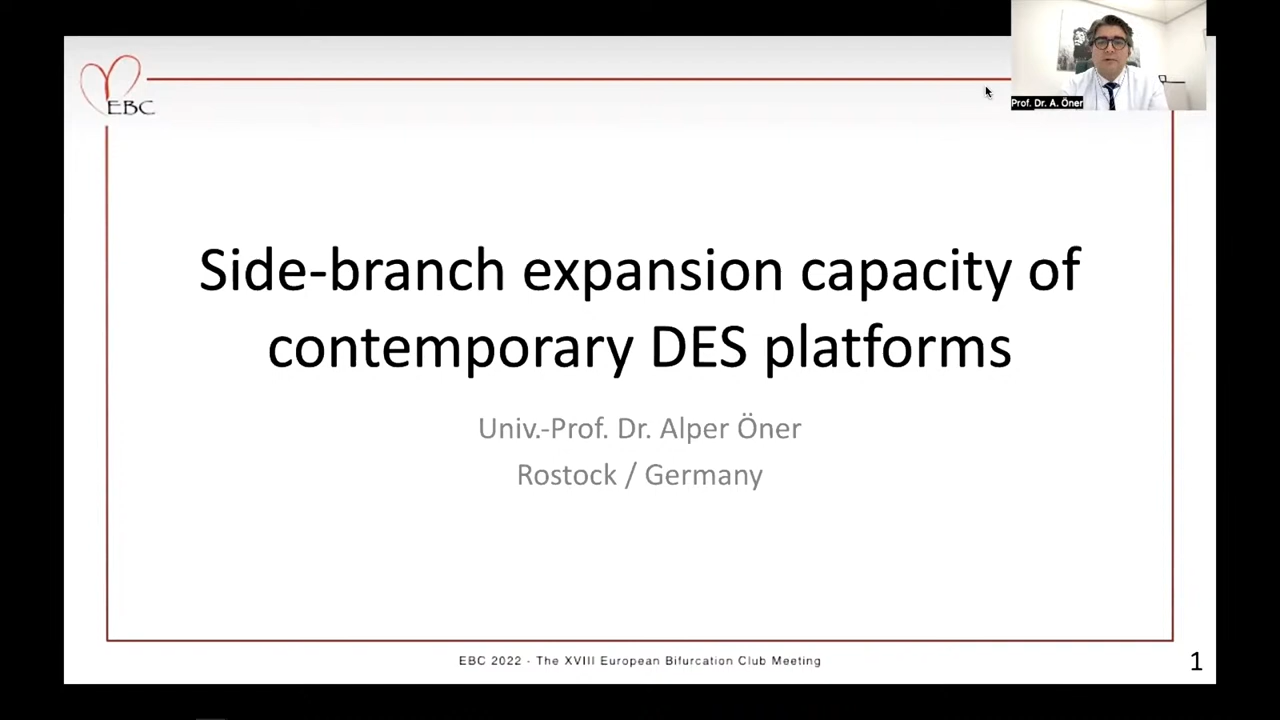 EBC
Prof. Dr. A. Öner
Side-branch expansion capacity of
contemporary DES platforms
Univ.-Prof. Dr. Alper Öner
Rostock / Germany
EBC 2022 - The XVIII European Bifurcation Club Meeting
1